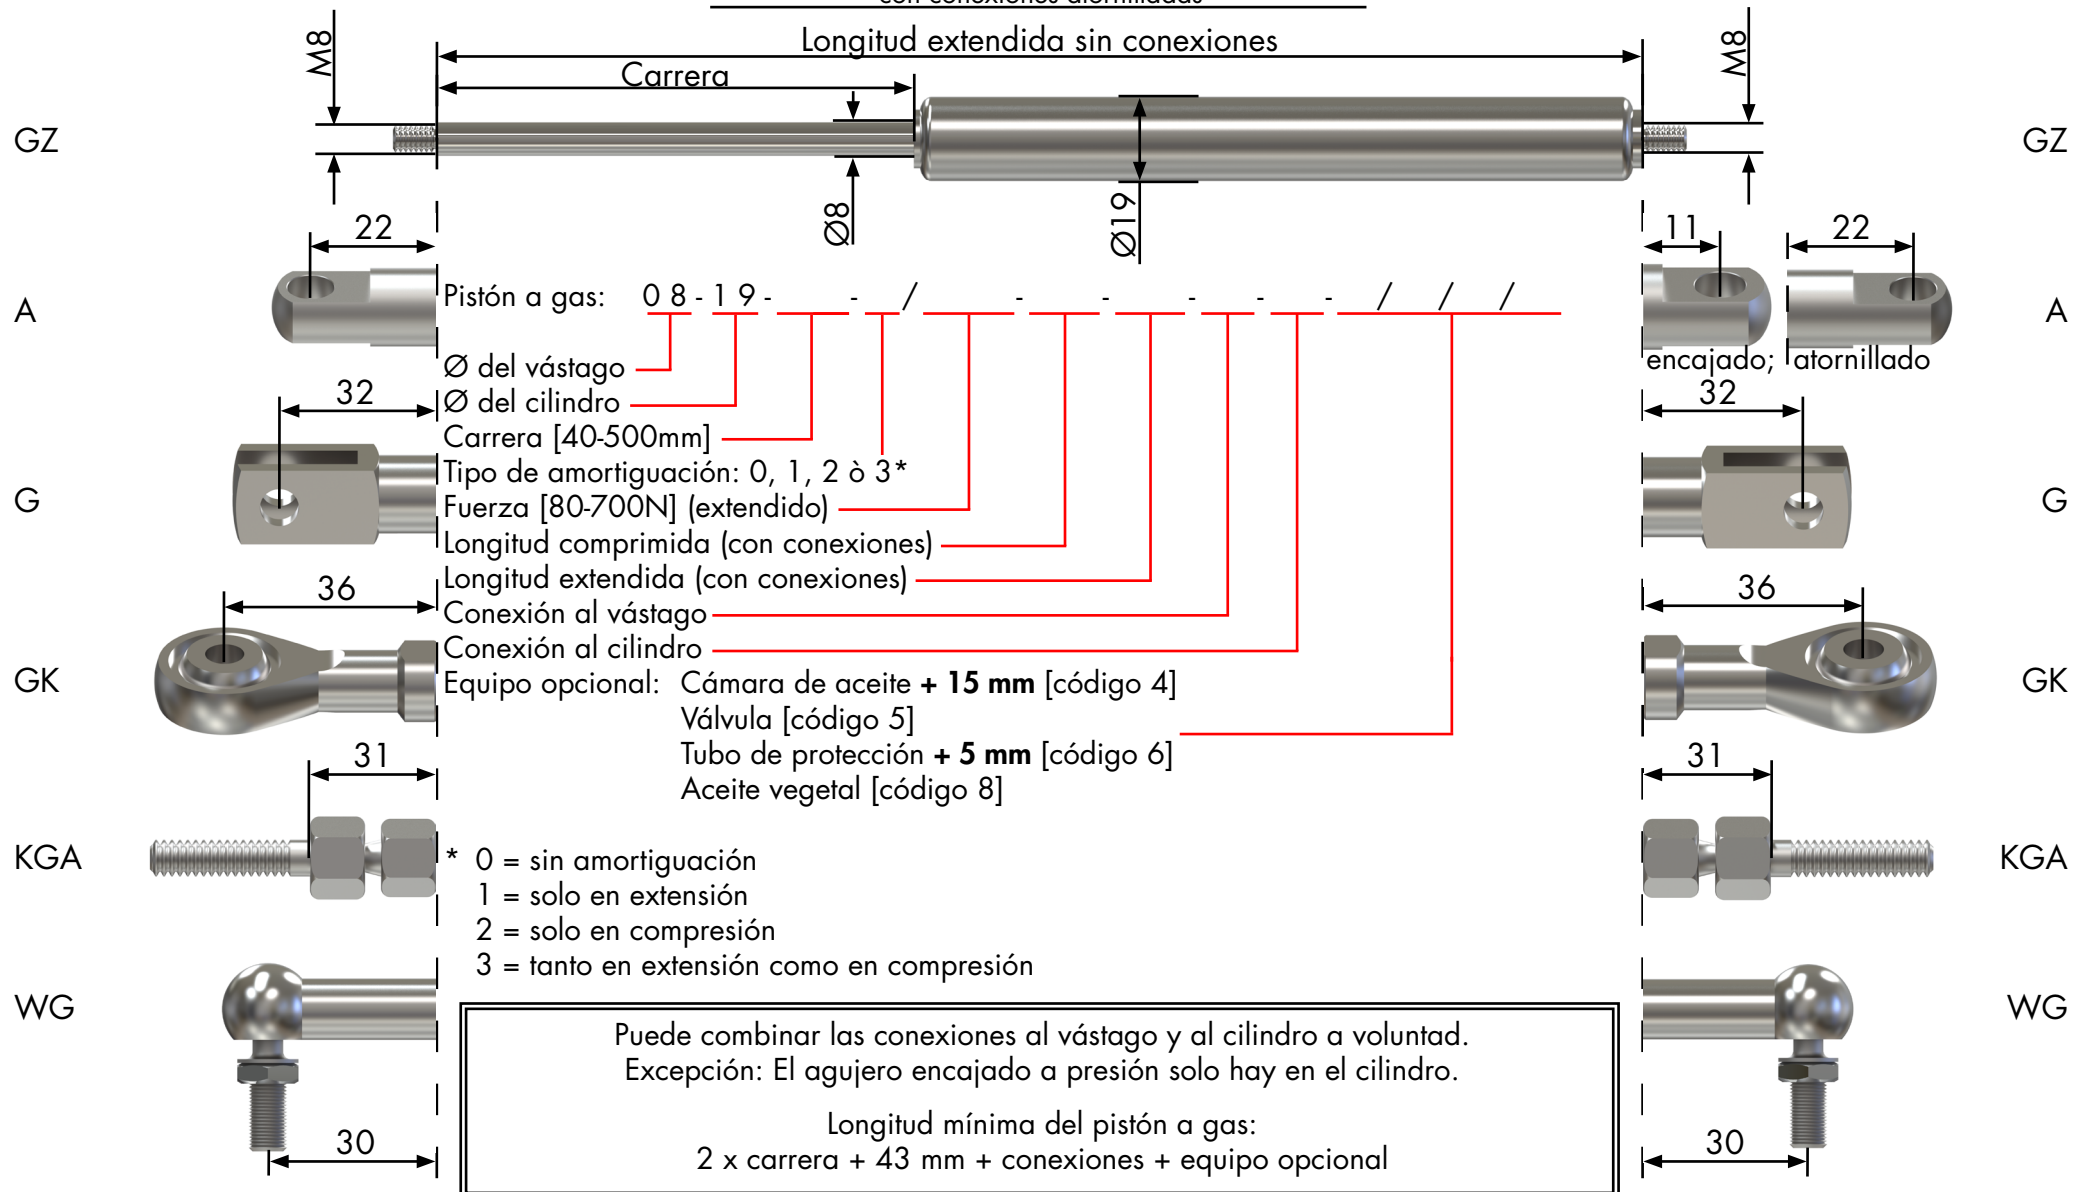 con conexiones atornilladas
Longitud extendida sin conexiones
M8
M8
Carrera
GZ
GZ
Ø8
Ø19
22
11
22
A
Pistón a gas: 08-19- - / - - - - - / / /
A
encajado; atornillado
Ø del vástago
32
Ø del cilindro
32
Carrera [40-500mm]
Tipo de amortiguación: 0, 1, 2 ò 3*
G
Fuerza [80-700N] (extendido)
G
Longitud comprimida (con conexiones)
36
Longitud extendida (con conexiones)
36
Conexión al vástago
Conexión al cilindro
GK
Equipo opcional: Cámara de aceite + 15 mm [código 4]
GK
Válvula [código 5]
Tubo de protección + 5 mm [código 6]
31
31
Aceite vegetal [código 8]
KGA
* 0 = sin amortiguación
KGA
1 = solo en extensión
2 = solo en compresión
3 = tanto en extensión como en compresión
WG
WG
Puede combinar las conexiones al vástago y al cilindro a voluntad.
Excepción: El agujero encajado a presión solo hay en el cilindro.
Longitud mínima del pistón a gas:
30
30
2 x carrera + 43 mm + conexiones + equipo opcional